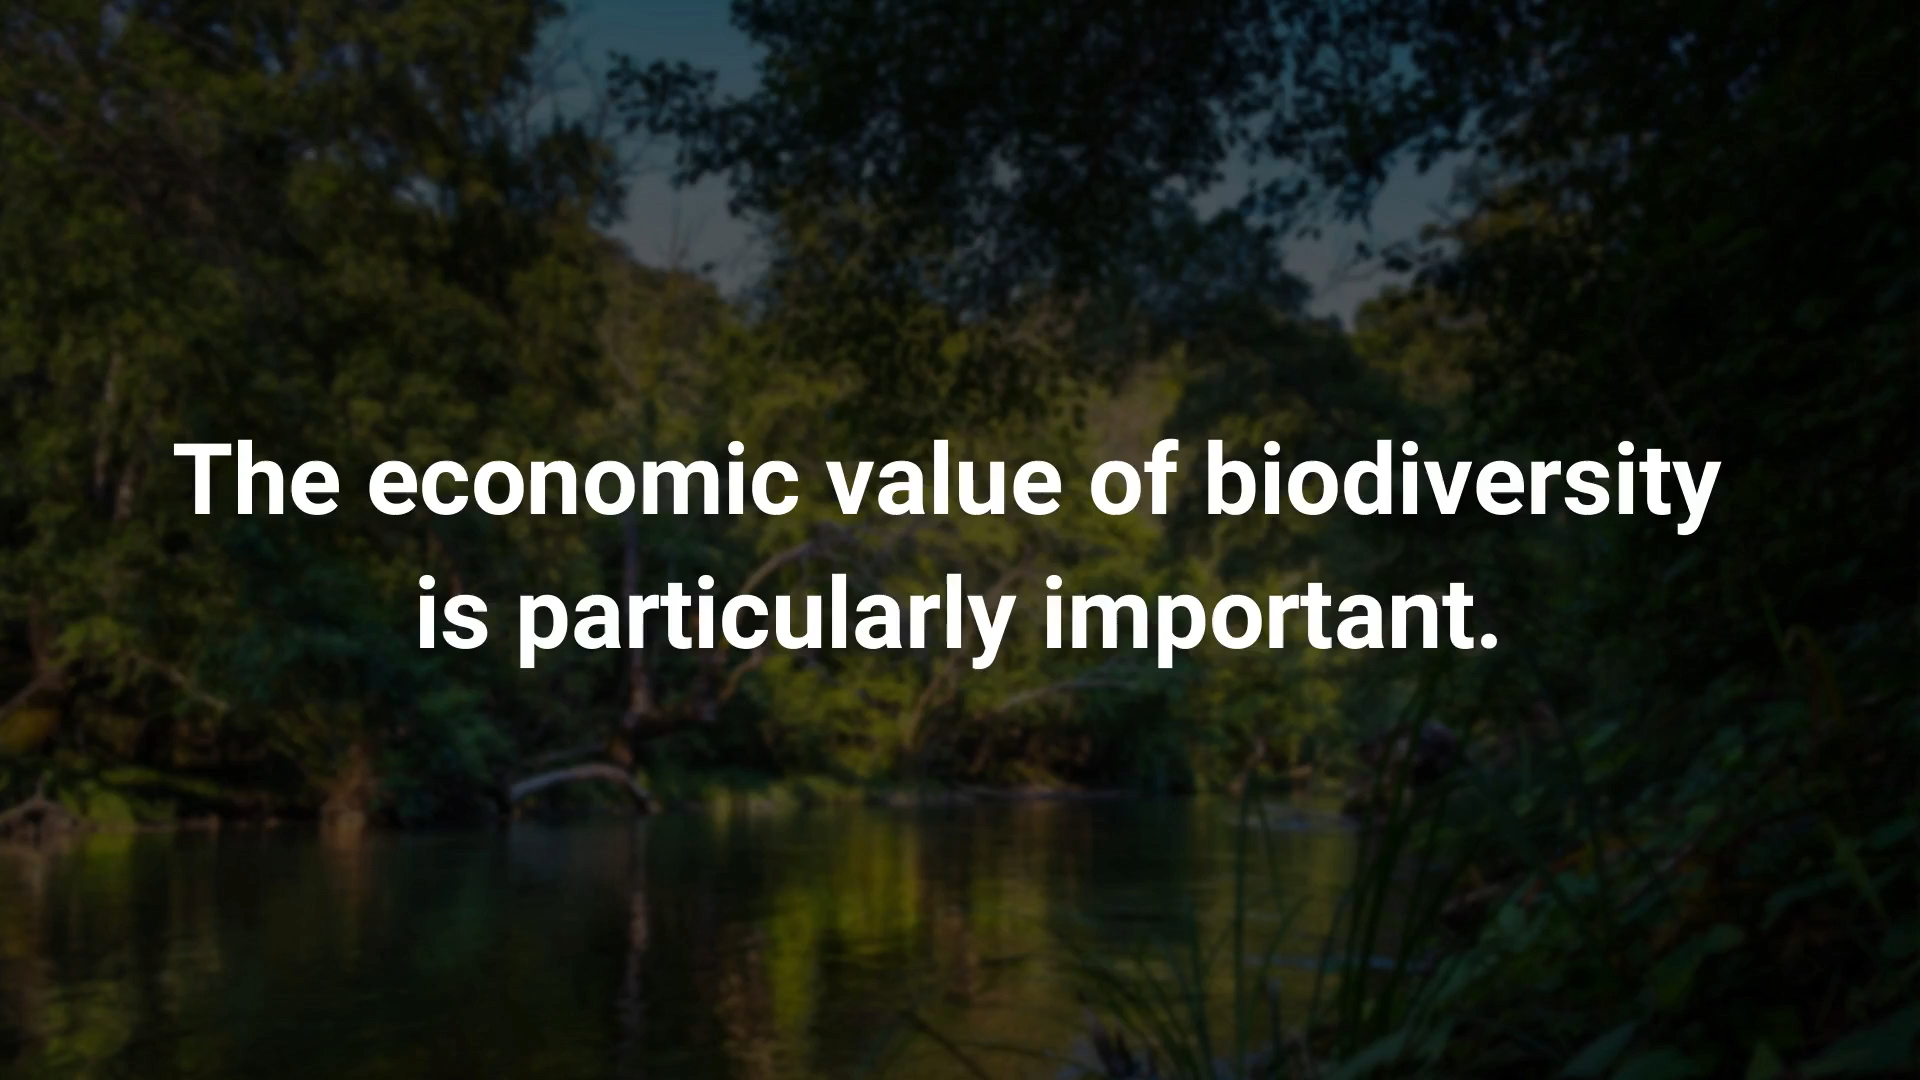 The economic value of biodiversity
is particularly important.